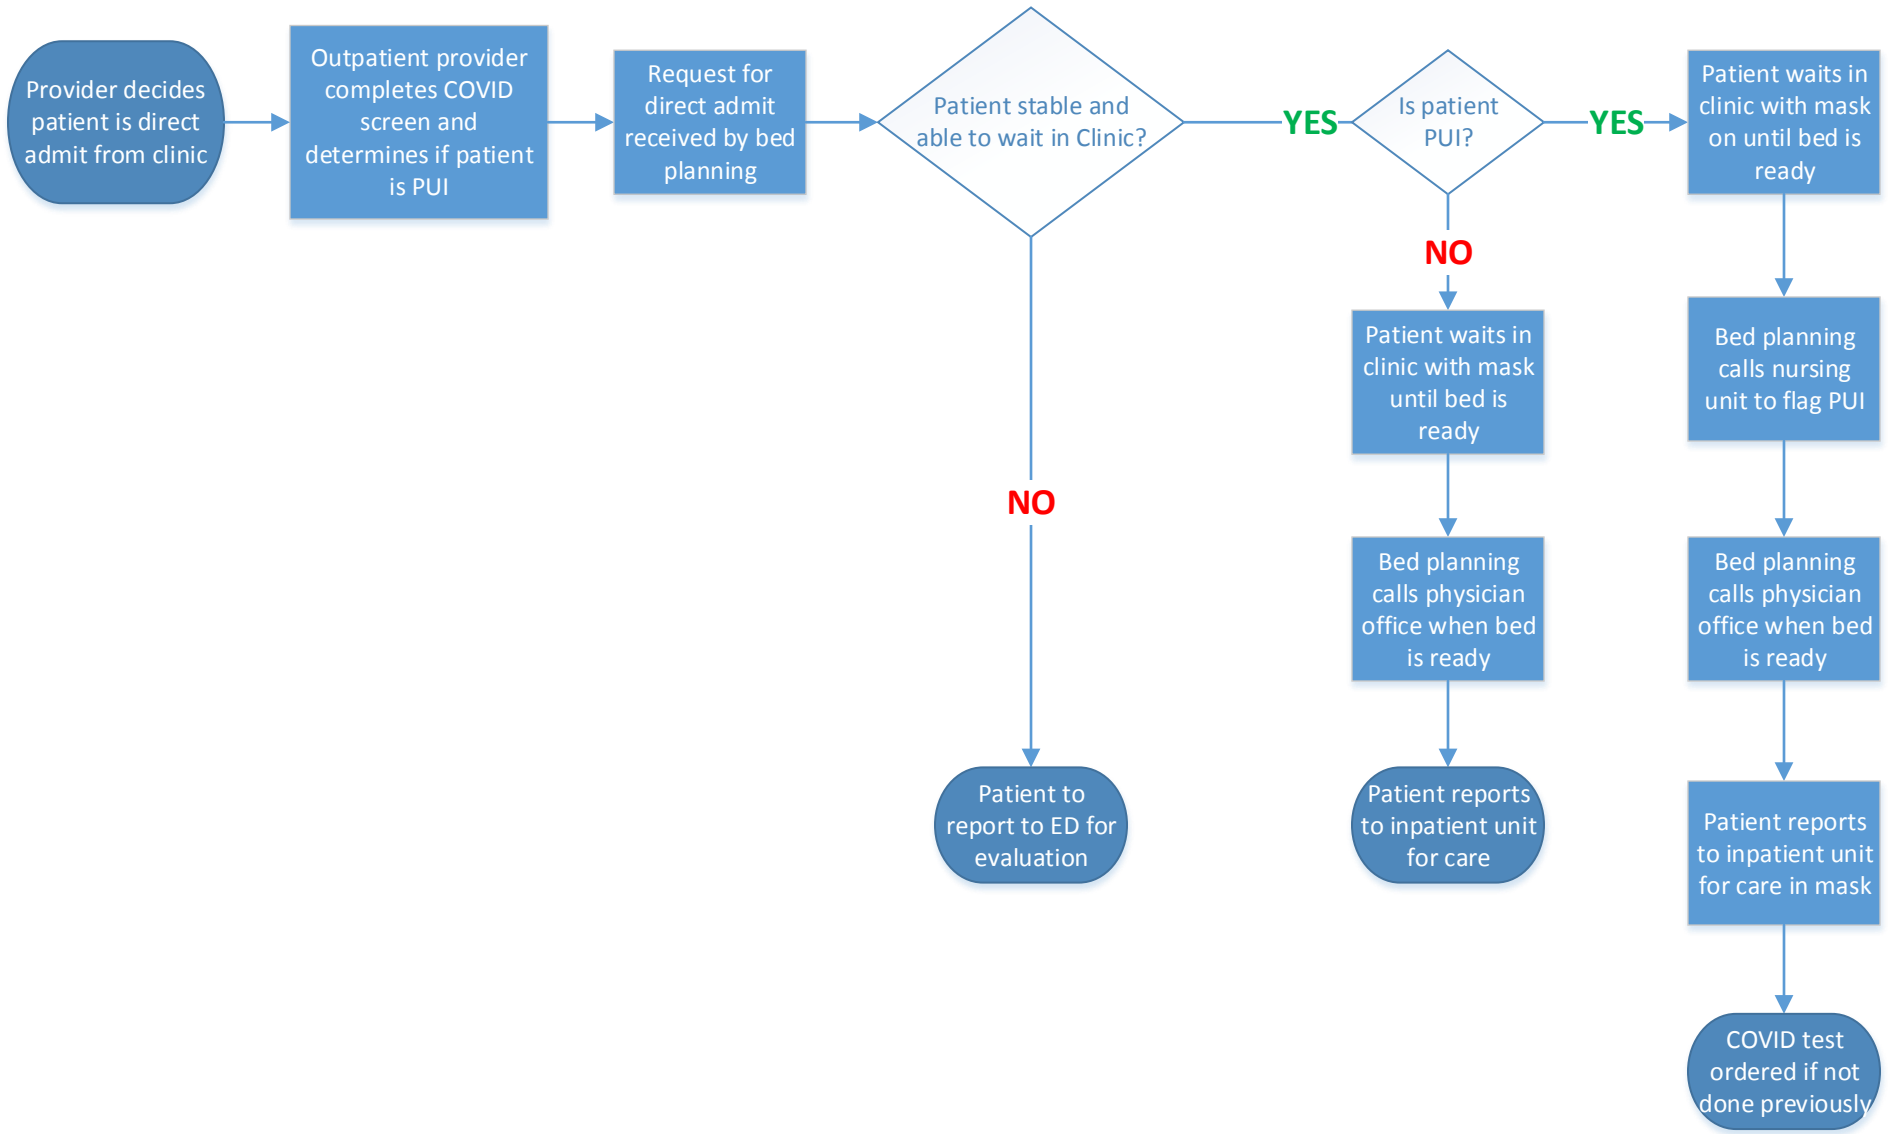 Provider decides
patient is direct
admit from clinic
Outpatient provider
completes COVID
screen and
determines if patient
is PUI
Request for
direct admit
received by bed
planning
Patient stable and
able to wait in Clinic?
YES
Is patient
PUI?
YES
Patient waits in
clinic with mask
on until bed is
ready
NO
Patient to
report to ED for
evaluation
NO
Patient waits in
clinic with mask
until bed is
ready
Bed planning
calls physician
office when bed
is ready
Patient reports
to inpatient unit
for care
Bed planning
calls nursing
unit to flag PUI
Bed planning
calls physician
office when bed
is ready
Patient reports
to inpatient unit
for care in mask
COVID test
ordered if not
done previously